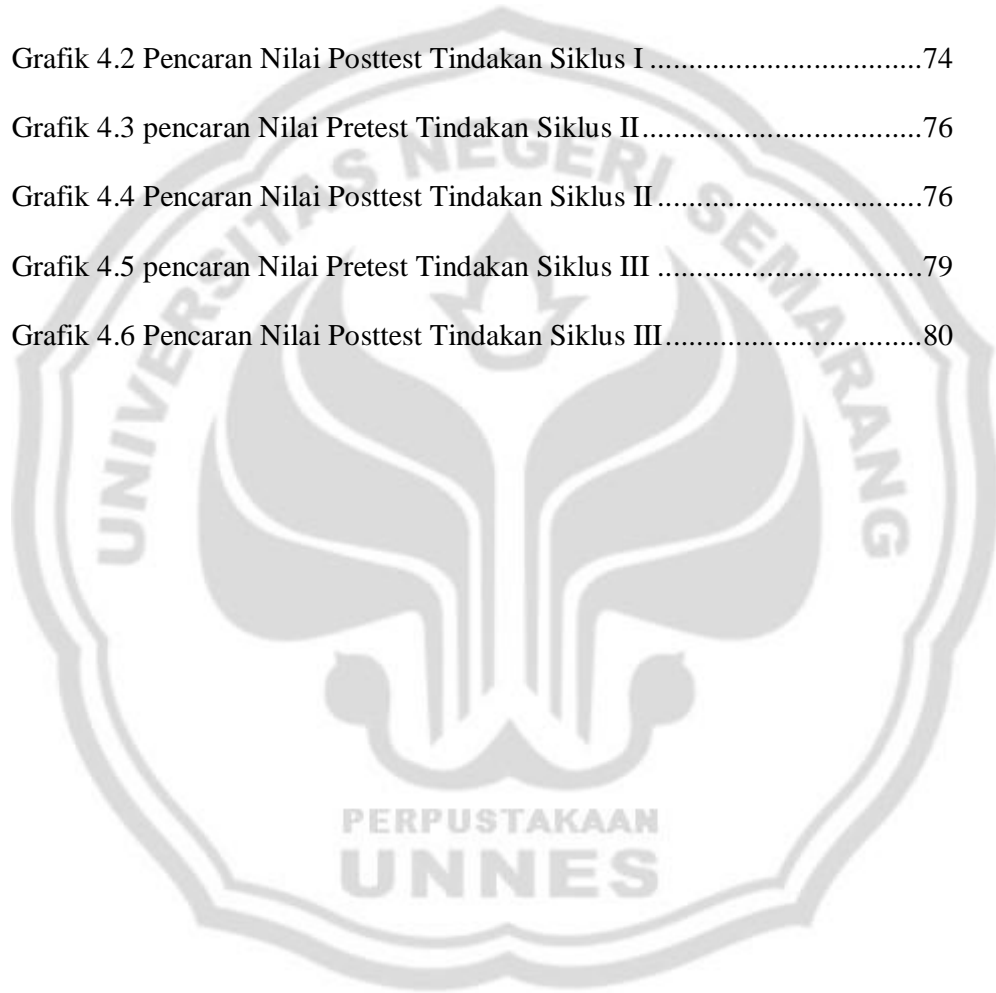 Grafik 4.2 Pencaran Nilai Posttest Tindakan Siklus I ..................................74
Grafik 4.3 pencaran Nilai Pretest Tindakan Siklus II....................................76
Grafik 4.4 Pencaran Nilai Posttest Tindakan Siklus II ..................................76
Grafik 4.5 pencaran Nilai Pretest Tindakan Siklus III ..................................79
Grafik 4.6 Pencaran Nilai Posttest Tindakan Siklus III.................................80
UNIVERSITAS NEGERI SEMARANG
PERPUSTAKAAN
UNNES